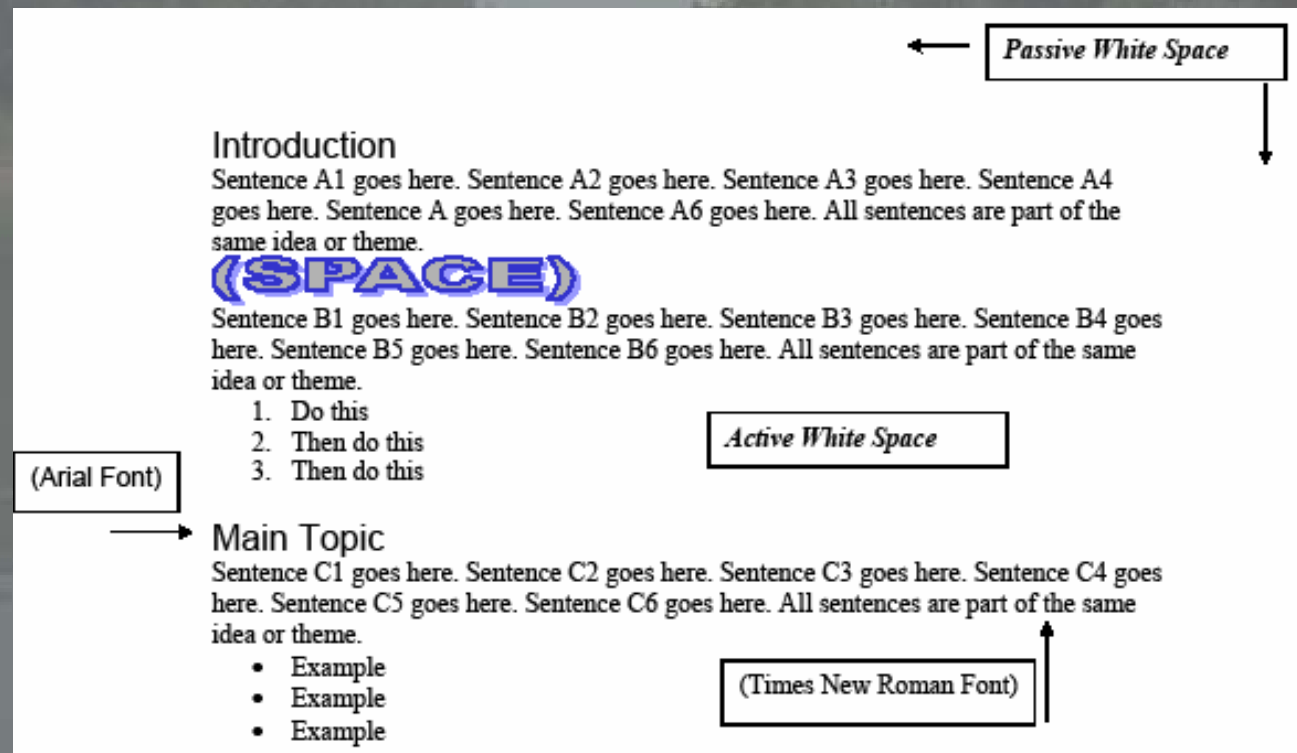 Passive White Space
Introduction
Sentence A1 goes here. Sentence A2 goes here. Sentence A3 goes here. Sentence A4
goes here. Sentence A goes here. Sentence A6 goes here. All sentences are part of the
same idea or theme.
(SPACE)
Sentence B1 goes here. Sentence B2 goes here. Sentence B3 goes here. Sentence B4 goes
here. Sentence B5 goes here. Sentence B6 goes here. All sentences are part of the same
idea or theme.
1. Do this
2. Then do this
3. Then do this
Active White Space
(Arial Font)
Main Topic
Sentence C1 goes here. Sentence C2 goes here. Sentence C3 goes here. Sentence C4 goes
here. Sentence C5 goes here. Sentence C6 goes here. All sentences are part of the same
idea or theme.
• Example
• Example
• Example
(Times New Roman Font)